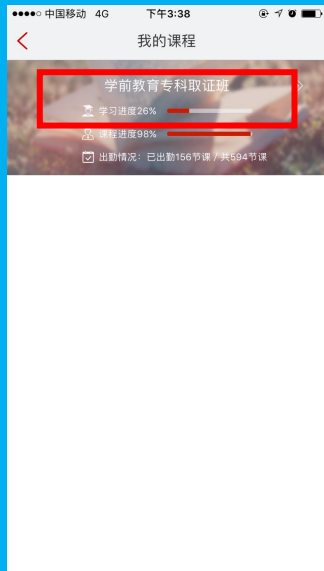 中国移动 4G 下午3:38
我的课程
学前教育专科取证班
学习进度26%
课程进度98%
出勤情况：已出勤156节课 / 共594节课